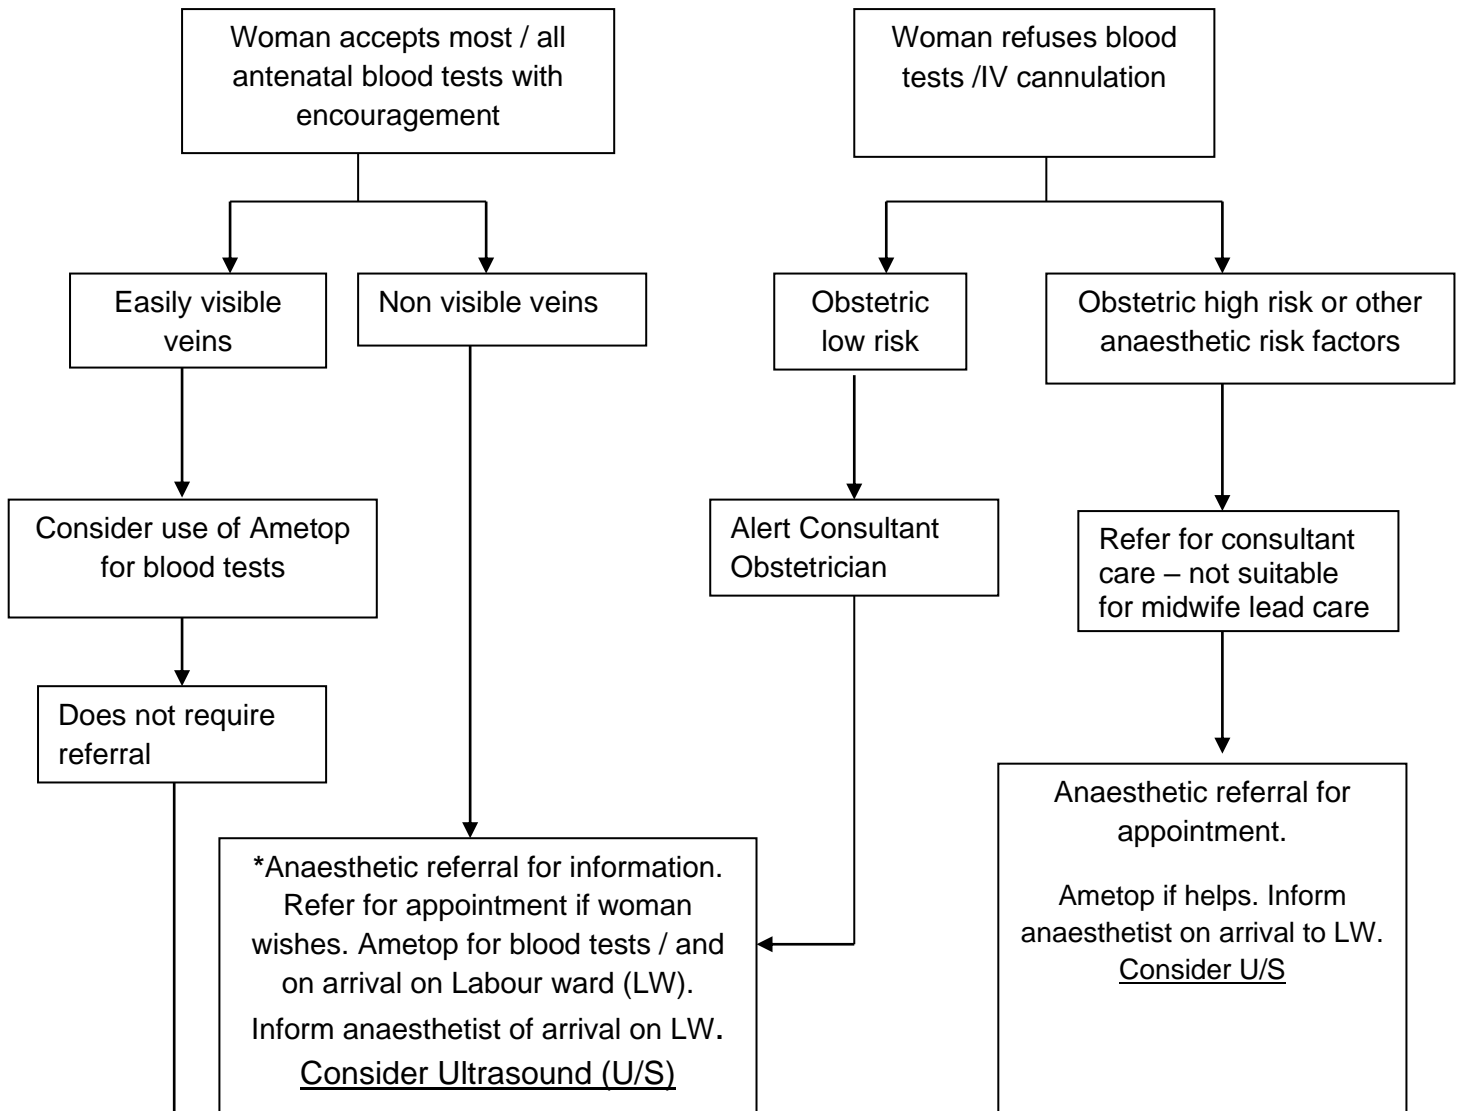 Woman accepts most / all
antenatal blood tests with
encouragement
Woman refuses blood
tests /IV cannulation
Easily visible
veins
Non visible veins
Obstetric
low risk
Obstetric high risk or other
anaesthetic risk factors
Consider use of Ametop
for blood tests
Alert Consultant
Obstetrician
Refer for consultant
care – not suitable
for midwife lead care
Does not require
referral
*Anaesthetic referral for information.
Refer for appointment if woman
wishes. Ametop for blood tests / and
on arrival on Labour ward (LW).
Inform anaesthetist of arrival on LW.
Consider Ultrasound (U/S)
Anaesthetic referral for
appointment.
Ametop if helps. Inform
anaesthetist on arrival to LW.
Consider U/S